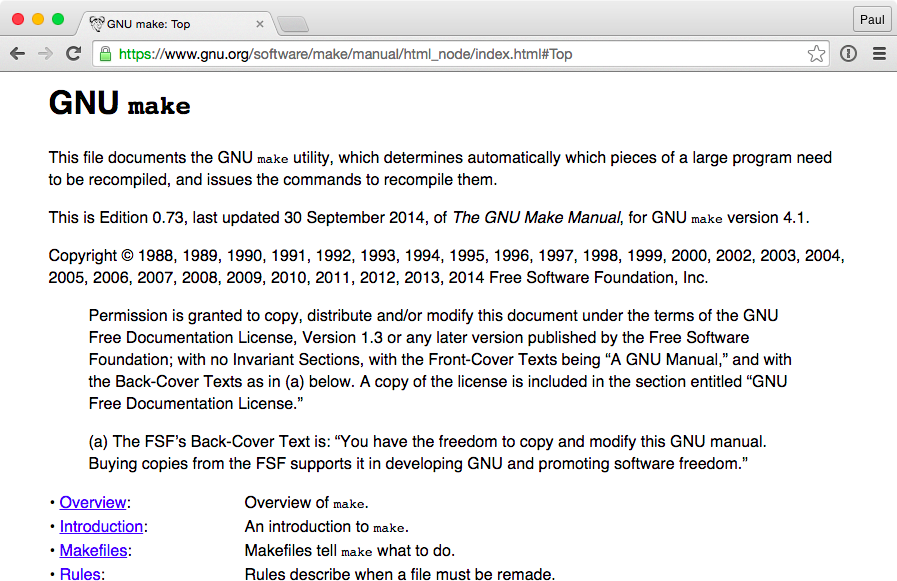 GNU make: Top
Paul
https://www.gnu.org/software/make/manual/html_node/index.html#Top
GNU make
This file documents the GNU make utility, which determines automatically which pieces of a large program need
to be recompiled, and issues the commands to recompile them.
This is Edition 0.73, last updated 30 September 2014, of The GNU Make Manual, for GNU make version 4.1.
Copyright © 1988, 1989, 1990, 1991, 1992, 1993, 1994, 1995, 1996, 1997, 1998, 1999, 2000, 2002, 2003, 2004,
2005, 2006, 2007, 2008, 2009, 2010, 2011, 2012, 2013, 2014 Free Software Foundation, Inc.
Permission is granted to copy, distribute and/or modify this document under the terms of the GNU
Free Documentation License, Version 1.3 or any later version published by the Free Software
Foundation; with no Invariant Sections, with the Front-Cover Texts being “A GNU Manual,” and with
the Back-Cover Texts as in (a) below. A copy of the license is included in the section entitled “GNU
Free Documentation License.”
(a) The FSF’s Back-Cover Text is: “You have the freedom to copy and modify this GNU manual.
Buying copies from the FSF supports it in developing GNU and promoting software freedom.”
• Overview: Overview of make.
• Introduction: An introduction to make.
• Makefiles: Makefiles tell make what to do.
• Rules: Rules describe when a file must be remade.